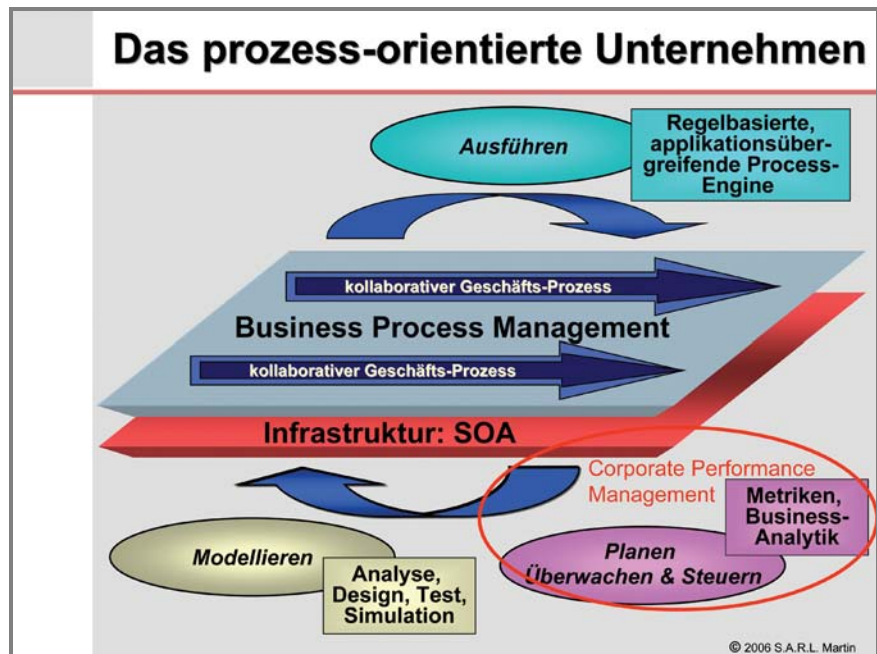 Das prozess-orientierte Unternehmen
Ausführen
Regelbasierte,
applikationsüber-
greifende Process-
Engine
kollaborativer Geschäfts-Prozess
Business Process Management
kollaborativer Geschäfts-Prozess
Infrastruktur: SOA
Corporate Performance
Management
Metriken,
Business-
Analytik
Modellieren
Analyse,
Design, Test,
Simulation
Planen
Überwachen & Steuern
© 2006 S.A.R.L. Martin